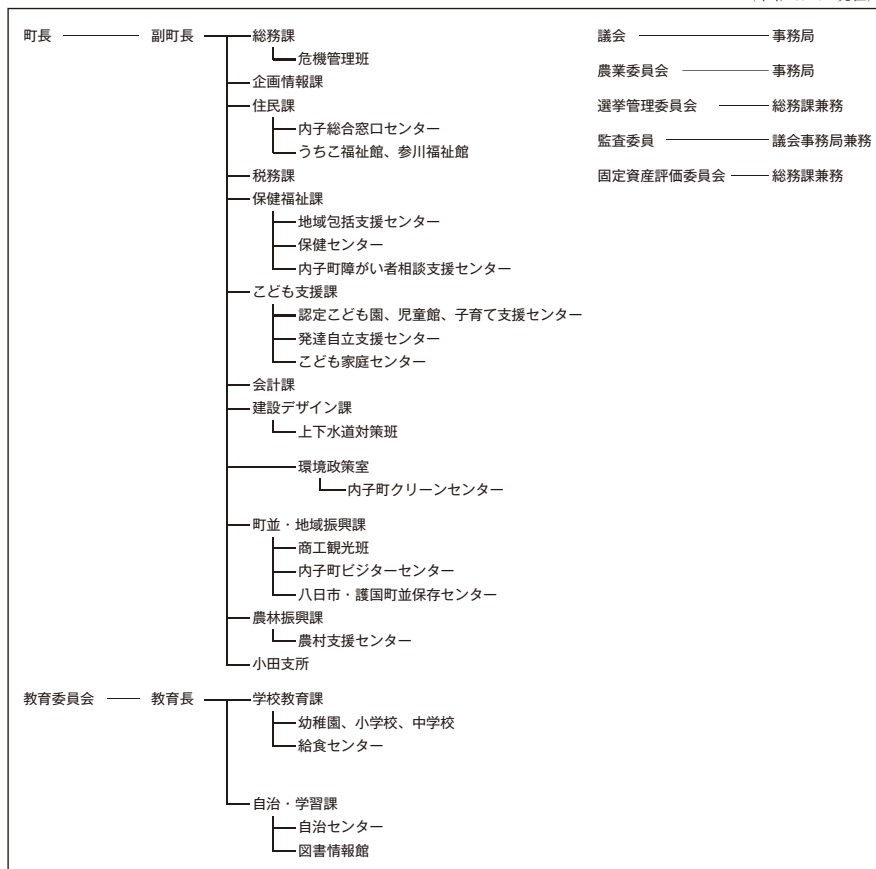 町長 副町長 総務課
危機管理班
企画情報課
住民課
内子総合窓口センター
うちこ福祉館、参川福祉館
税務課
保健福祉課
地域包括支援センター
保健センター
内子町障がい者相談支援センター
こども支援課
認定こども園、児童館、子育て支援センター
発達自立支援センター
こども家庭センター
会計課
建設デザイン課
上下水道対策班
環境政策室
内子町クリーンセンター
町並・地域振興課
商工観光班
内子町ビジターセンター
八日市・護国町並保存センター
農林振興課
農村支援センター
小田支所
教育委員会 教育長 学校教育課
幼稚園、小学校、中学校
給食センター
自治・学習課
自治センター
図書情報館
議会 事務局
農業委員会 事務局
選挙管理委員会 総務課兼務
監査委員 議会事務局兼務
固定資産評価委員会 総務課兼務